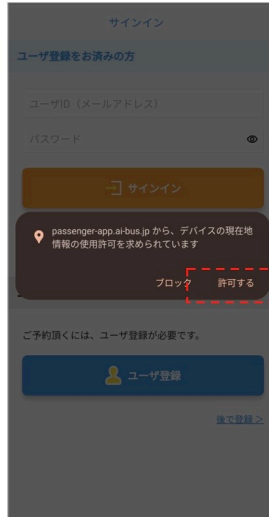 サインイン
ユーザ登録をお済みの方
ユーザID（メールアドレス）
パスワード
サインイン
passenger-app.ai-bus.jp から、デバイスの現在地
情報の使用許可を求められています
ブロック 許可する
ご予約頂くには、ユーザ登録が必要です。
ユーザ登録
後で登録 >